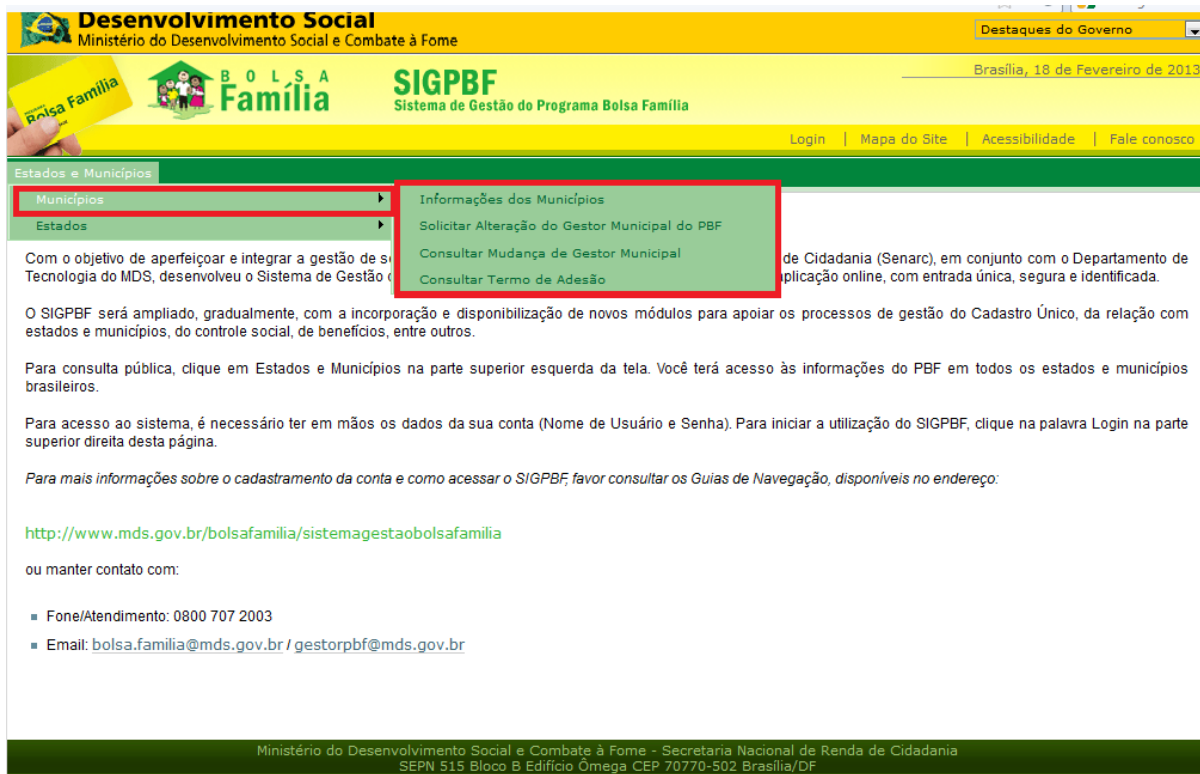 Desenvolvimento Social
Ministério do Desenvolvimento Social e Combate à Fome
Destaques do Governo
Bolsa Família
BOLSA
Família
SIGPBF
Sistema de Gestão do Programa Bolsa Família
Brasília, 18 de Fevereiro de 2013
Login | Mapa do Site | Acessibilidade | Fale conosco
Estados e Municípios
Municípios
Estados
Informações dos Municípios
Solicitar Alteração do Gestor Municipal do PBF
Consultar Mudança de Gestor Municipal
Consultar Termo de Adesão
Com o objetivo de aperfeiçoar e integrar a gestão de s de Cidadania (Senarc), em conjunto com o Departamento de
Tecnologia do MDS, desenvolveu o Sistema de Gestão plicação online, com entrada única, segura e identificada.
O SIGPBF será ampliado, gradualmente, com a incorporação e disponibilização de novos módulos para apoiar os processos de gestão do Cadastro Único, da relação com
estados e municípios, do controle social, de benefícios, entre outros.
Para consulta pública, clique em Estados e Municípios na parte superior esquerda da tela. Você terá acesso às informações do PBF em todos os estados e municípios
brasileiros.
Para acesso ao sistema, é necessário ter em mãos os dados da sua conta (Nome de Usuário e Senha). Para iniciar a utilização do SIGPBF, clique na palavra Login na parte
superior direita desta página.
Para mais informações sobre o cadastramento da conta e como acessar o SIGPBF, favor consultar os Guias de Navegação, disponíveis no endereço:
http://www.mds.gov.br/bolsafamilia/sistemagestaobolsafamilia
ou manter contato com:
Fone/Atendimento: 0800 707 2003
Email: bolsa.familia@mds.gov.br / gestorpbf@mds.gov.br
Ministério do Desenvolvimento Social e Combate à Fome - Secretaria Nacional de Renda de Cidadania
SEPN 515 Bloco B Edifício Ômega CEP 70770-502 Brasília/DF